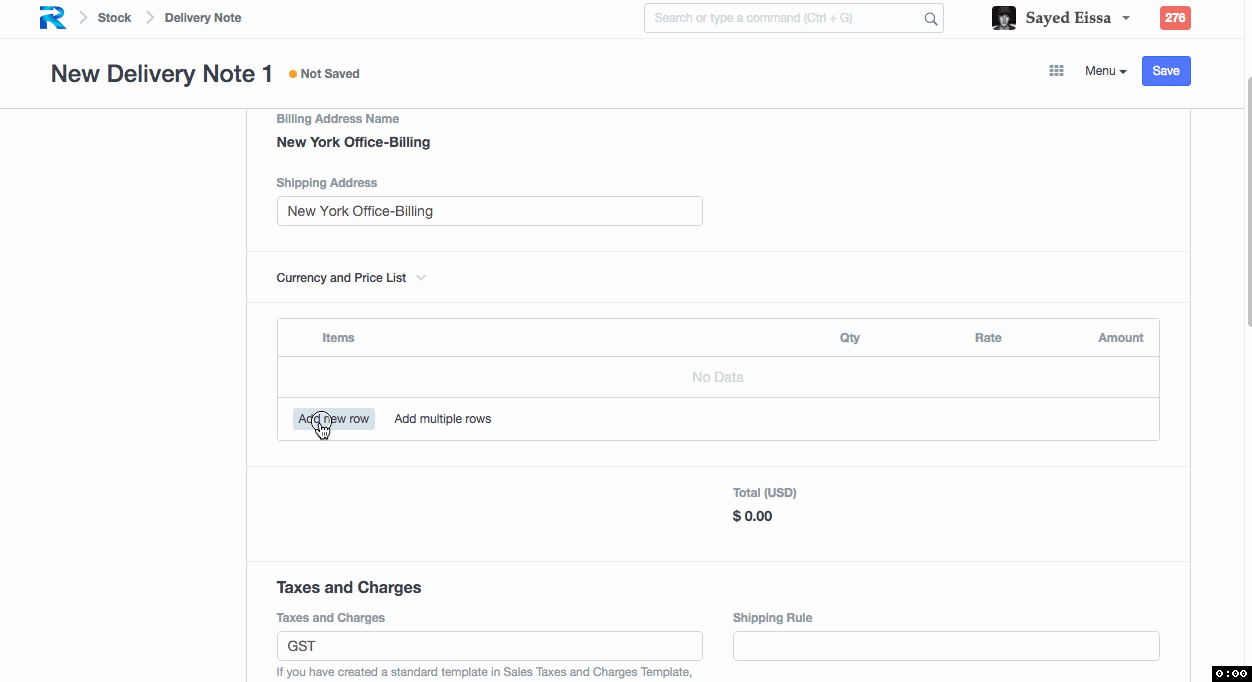 Stock
Delivery Note
Search or type a command (Ctrl + G)
Sayed Eissa
276
New Delivery Note 1
Not Saved
Menu
Save
Billing Address Name
New York Office-Billing
Shipping Address
New York Office-Billing
Currency and Price List
Items Qty Rate Amount
No Data
Add new row Add multiple rows
Total (USD)
$ 0.00
Taxes and Charges
Taxes and Charges
GST
If you have created a standard template in Sales Taxes and Charges Template,
Shipping Rule
0:00